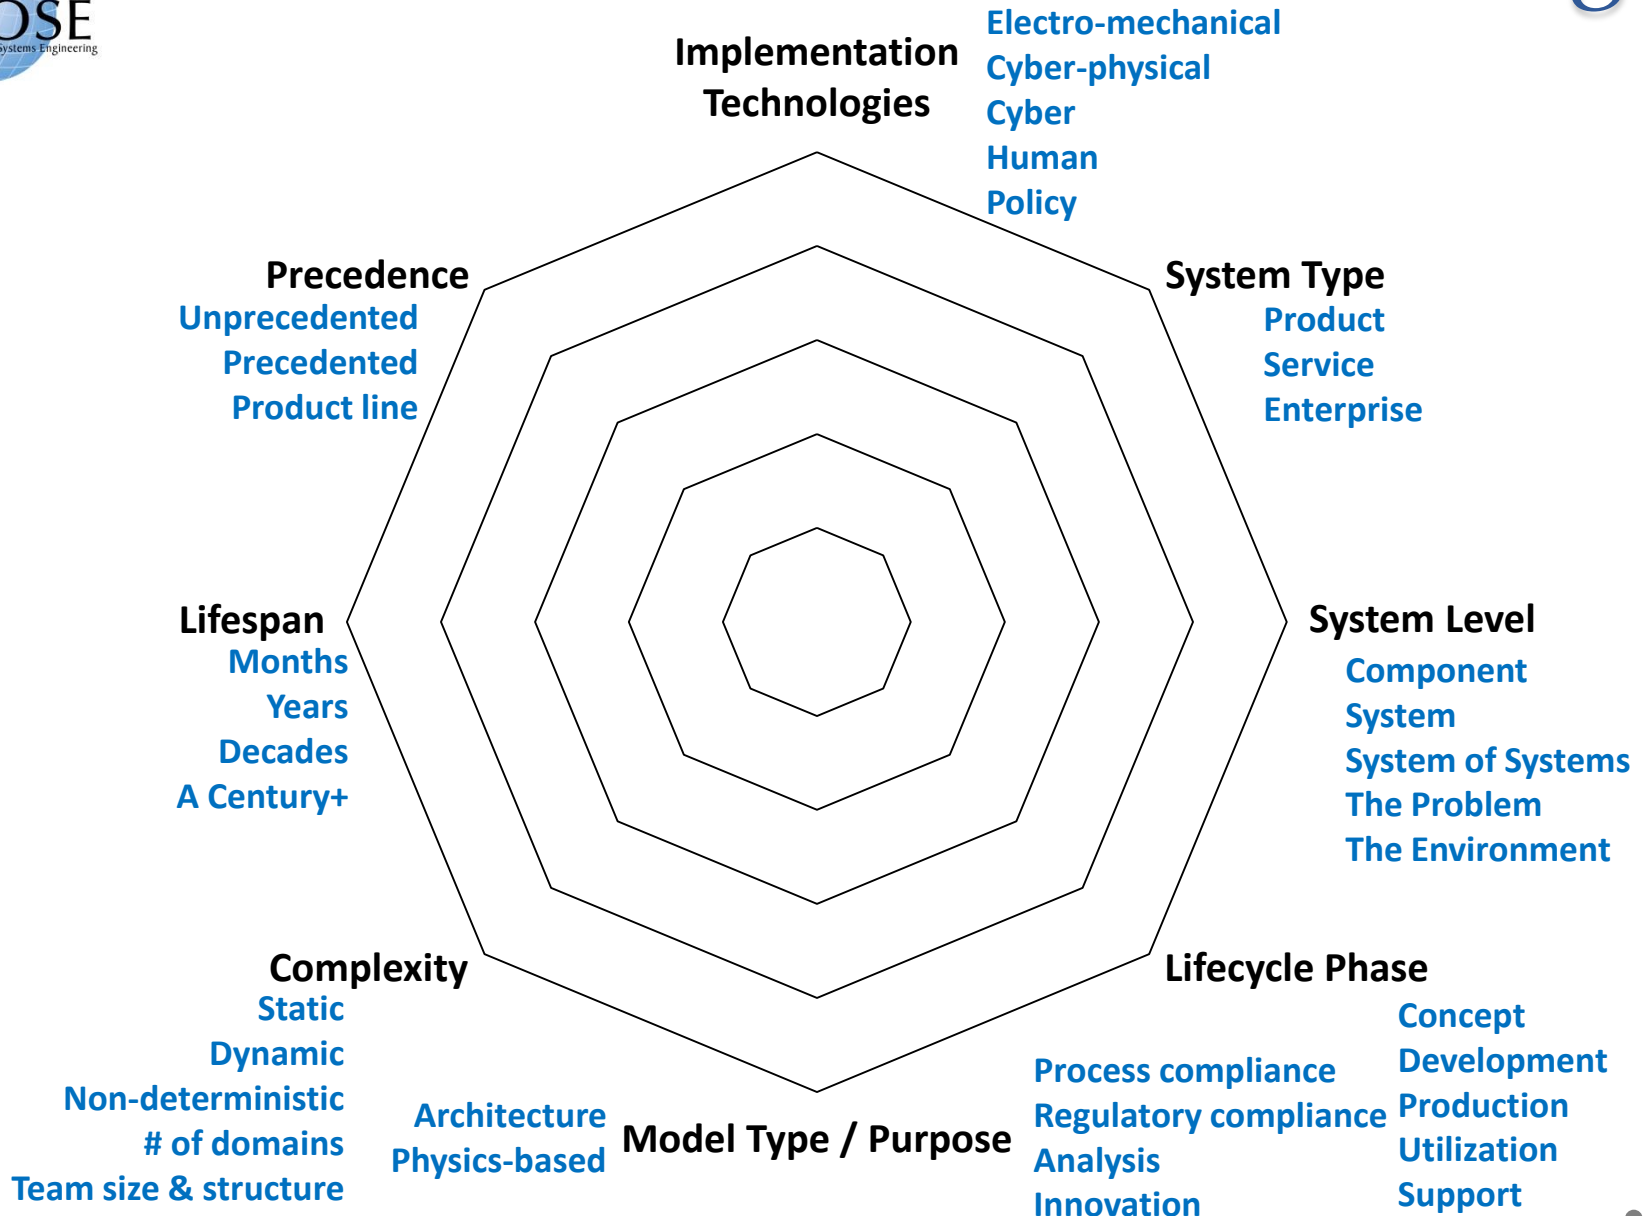 OSE
Systems Engineering
Implementation
Technologies
Electro-mechanical
Cyber-physical
Cyber
Human
Policy
Precedence
Unprecedented
Precedented
Product line
System Type
Product
Service
Enterprise
Lifespan
Months
Years
Decades
A Century+
System Level
Component
System
System of Systems
The Problem
The Environment
Complexity
Static
Dynamic
Non-deterministic
# of domains
Team size & structure
Architecture
Physics-based
Model Type / Purpose
Process compliance
Regulatory compliance
Analysis
Innovation
Lifecycle Phase
Concept
Development
Production
Utilization
Support